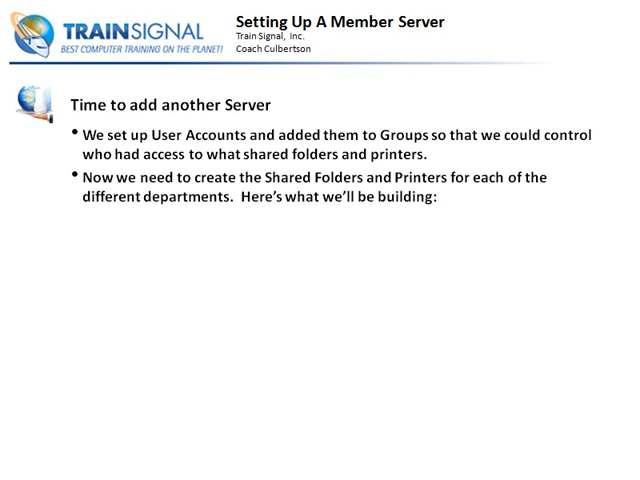 TRAINSIGNAL
BEST COMPUTER TRAINING ON THE PLANET!
Setting Up A Member Server
Train Signal, Inc.
Coach Culbertson
Time to add another Server
• We set up User Accounts and added them to Groups so that we could control
who had access to what shared folders and printers.
• Now we need to create the Shared Folders and Printers for each of the
different departments.  Here's what we'll be building: